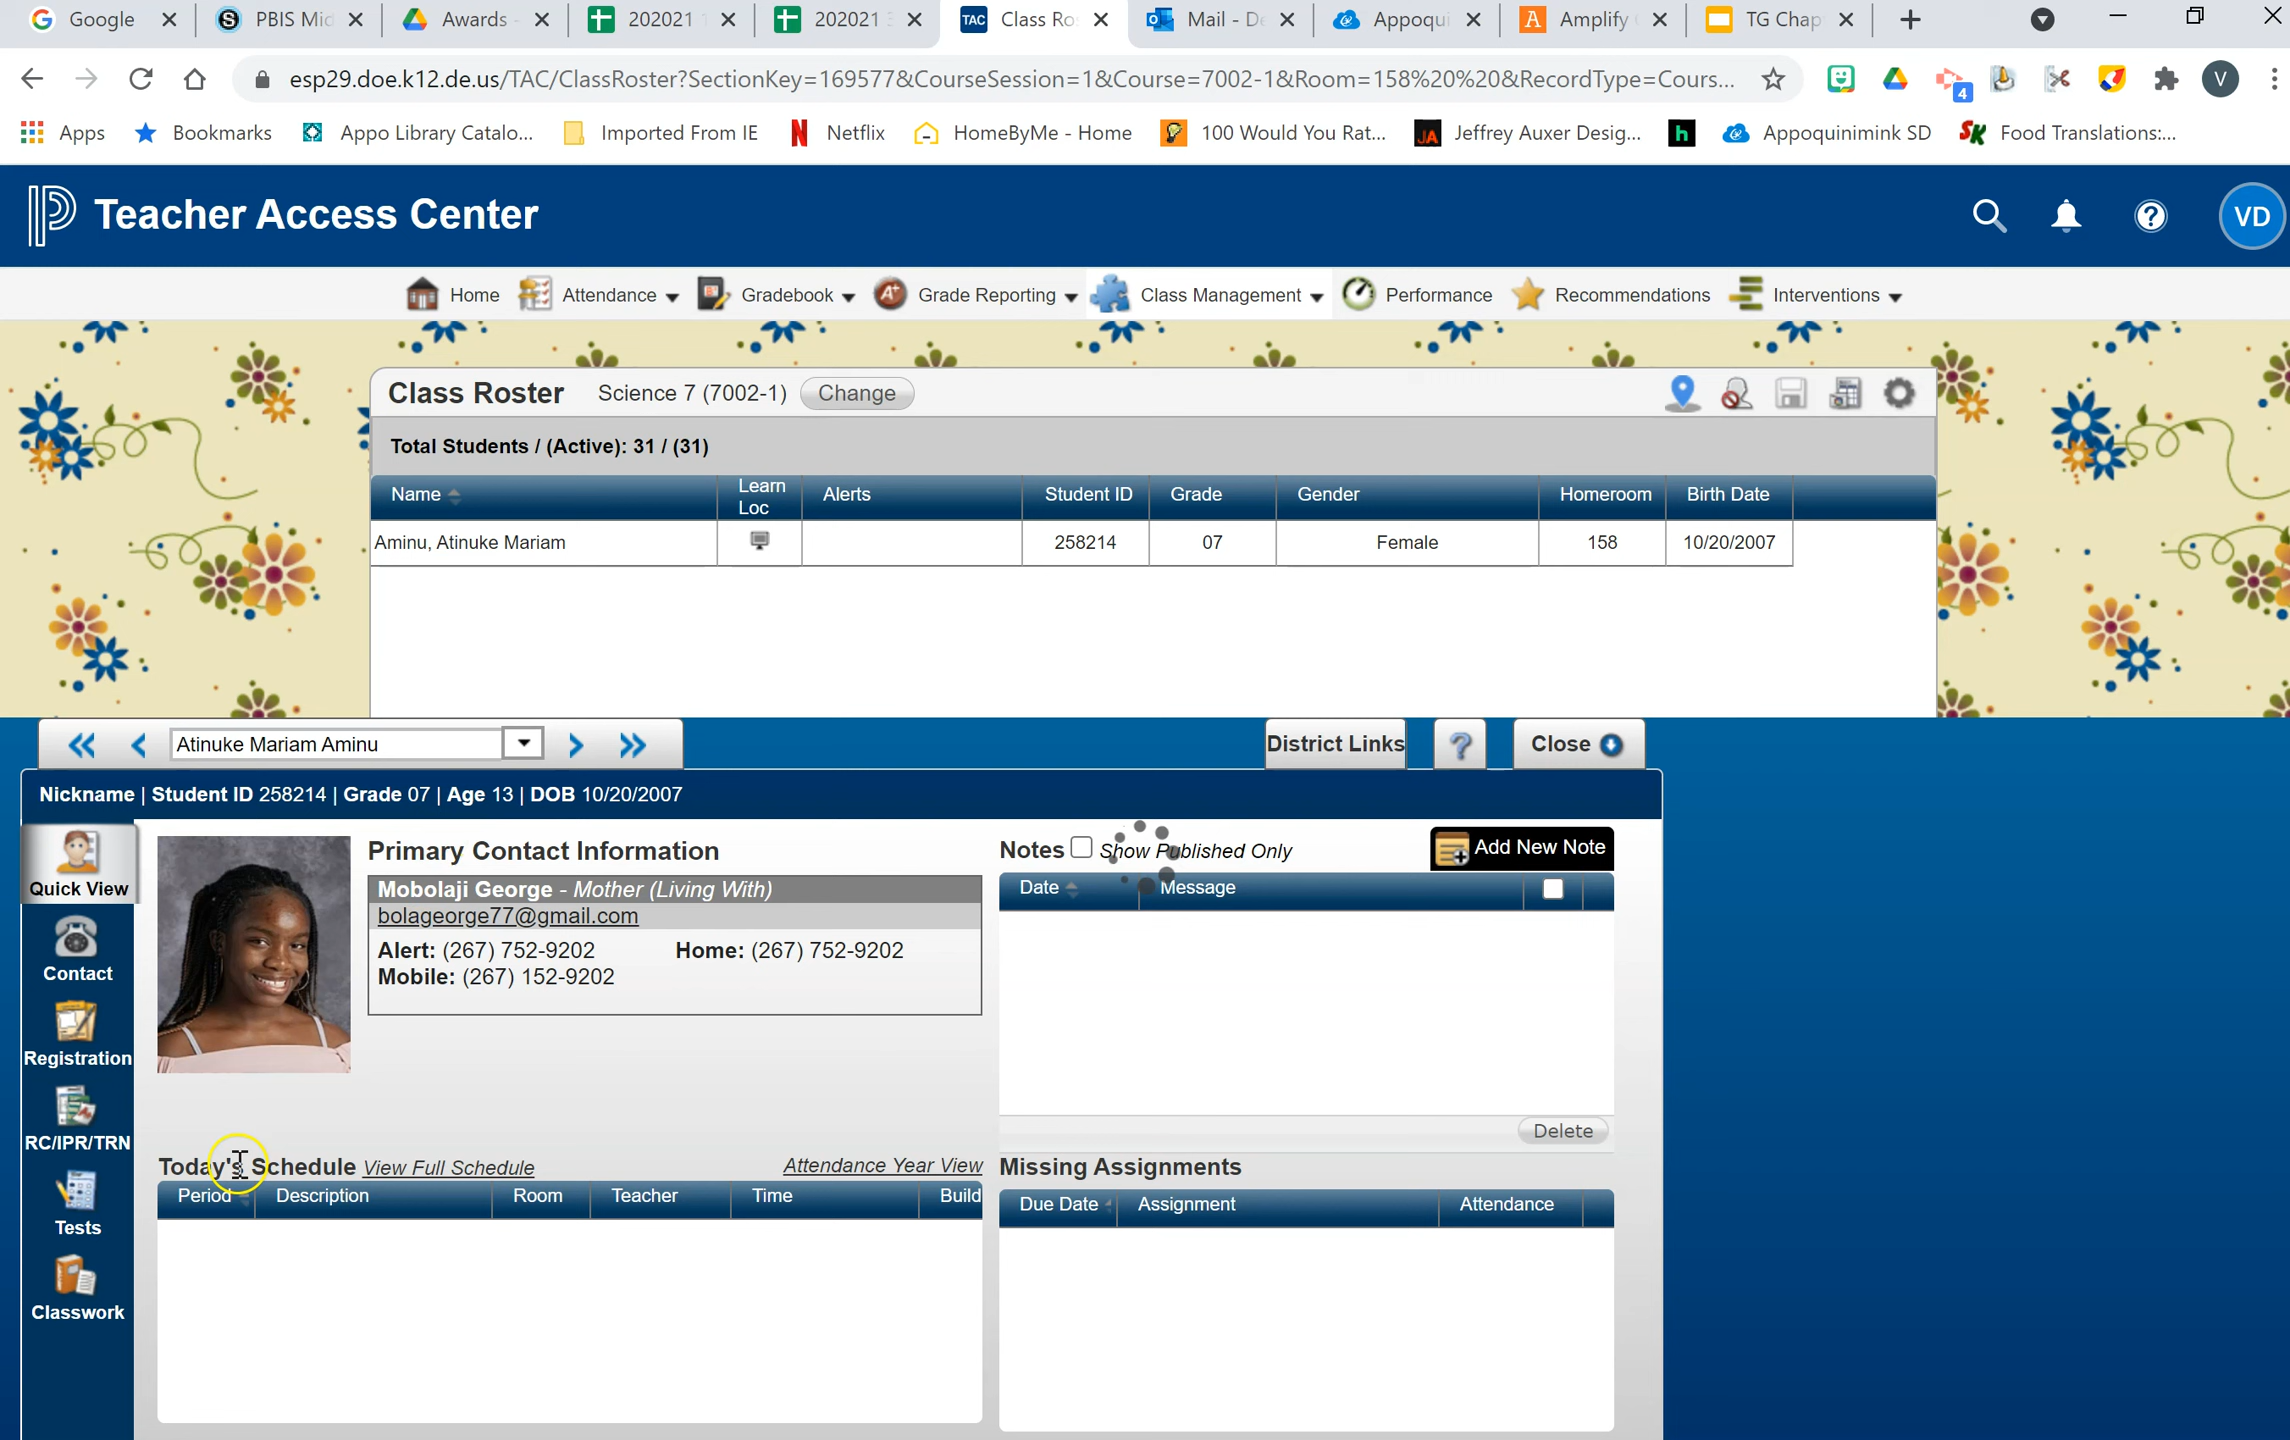 Google
PBIS Mid
Awards -
202021 1
202021 3
TAC Class Ro
Mail - De
Appoqui
Amplify
TG Chap
esp29.doe.k12.de.us/TAC/ClassRoster?SectionKey=169577&CourseSession=1&Course=7002-1&Room=158%20%20&RecordType=Cours...
4
V
Apps
Bookmarks
Appo Library Catalo...
Imported From IE
Netflix
HomeByMe - Home
100 Would You Rat...
Jeffrey Auxer Desig...
h
Appoquinimink SD
Food Translations:...
Teacher Access Center
VD
Home
Attendance
Gradebook
Grade Reporting
Class Management
Performance
Recommendations
Interventions
Class Roster Science 7 (7002-1) Change
Total Students / (Active): 31 / (31)
Name Learn Loc Alerts Student ID Grade Gender Homeroom Birth Date
Aminu, Atinuke Mariam 258214 07 Female 158 10/20/2007
Atinuke Mariam Aminu
District Links
?
Close
Nickname | Student ID 258214 | Grade 07 | Age 13 | DOB 10/20/2007
Quick View
Contact
Registration
RC/IPR/TRN
Tests
Classwork
Primary Contact Information
Mobolaji George - Mother (Living With)
bolageorge77@gmail.com
Alert: (267) 752-9202 Home: (267) 752-9202
Mobile: (267) 152-9202
Notes Show Published Only
Add New Note
Date Message
Delete
Today's Schedule View Full Schedule Attendance Year View
Period Description Room Teacher Time Build
Missing Assignments
Due Date Assignment Attendance